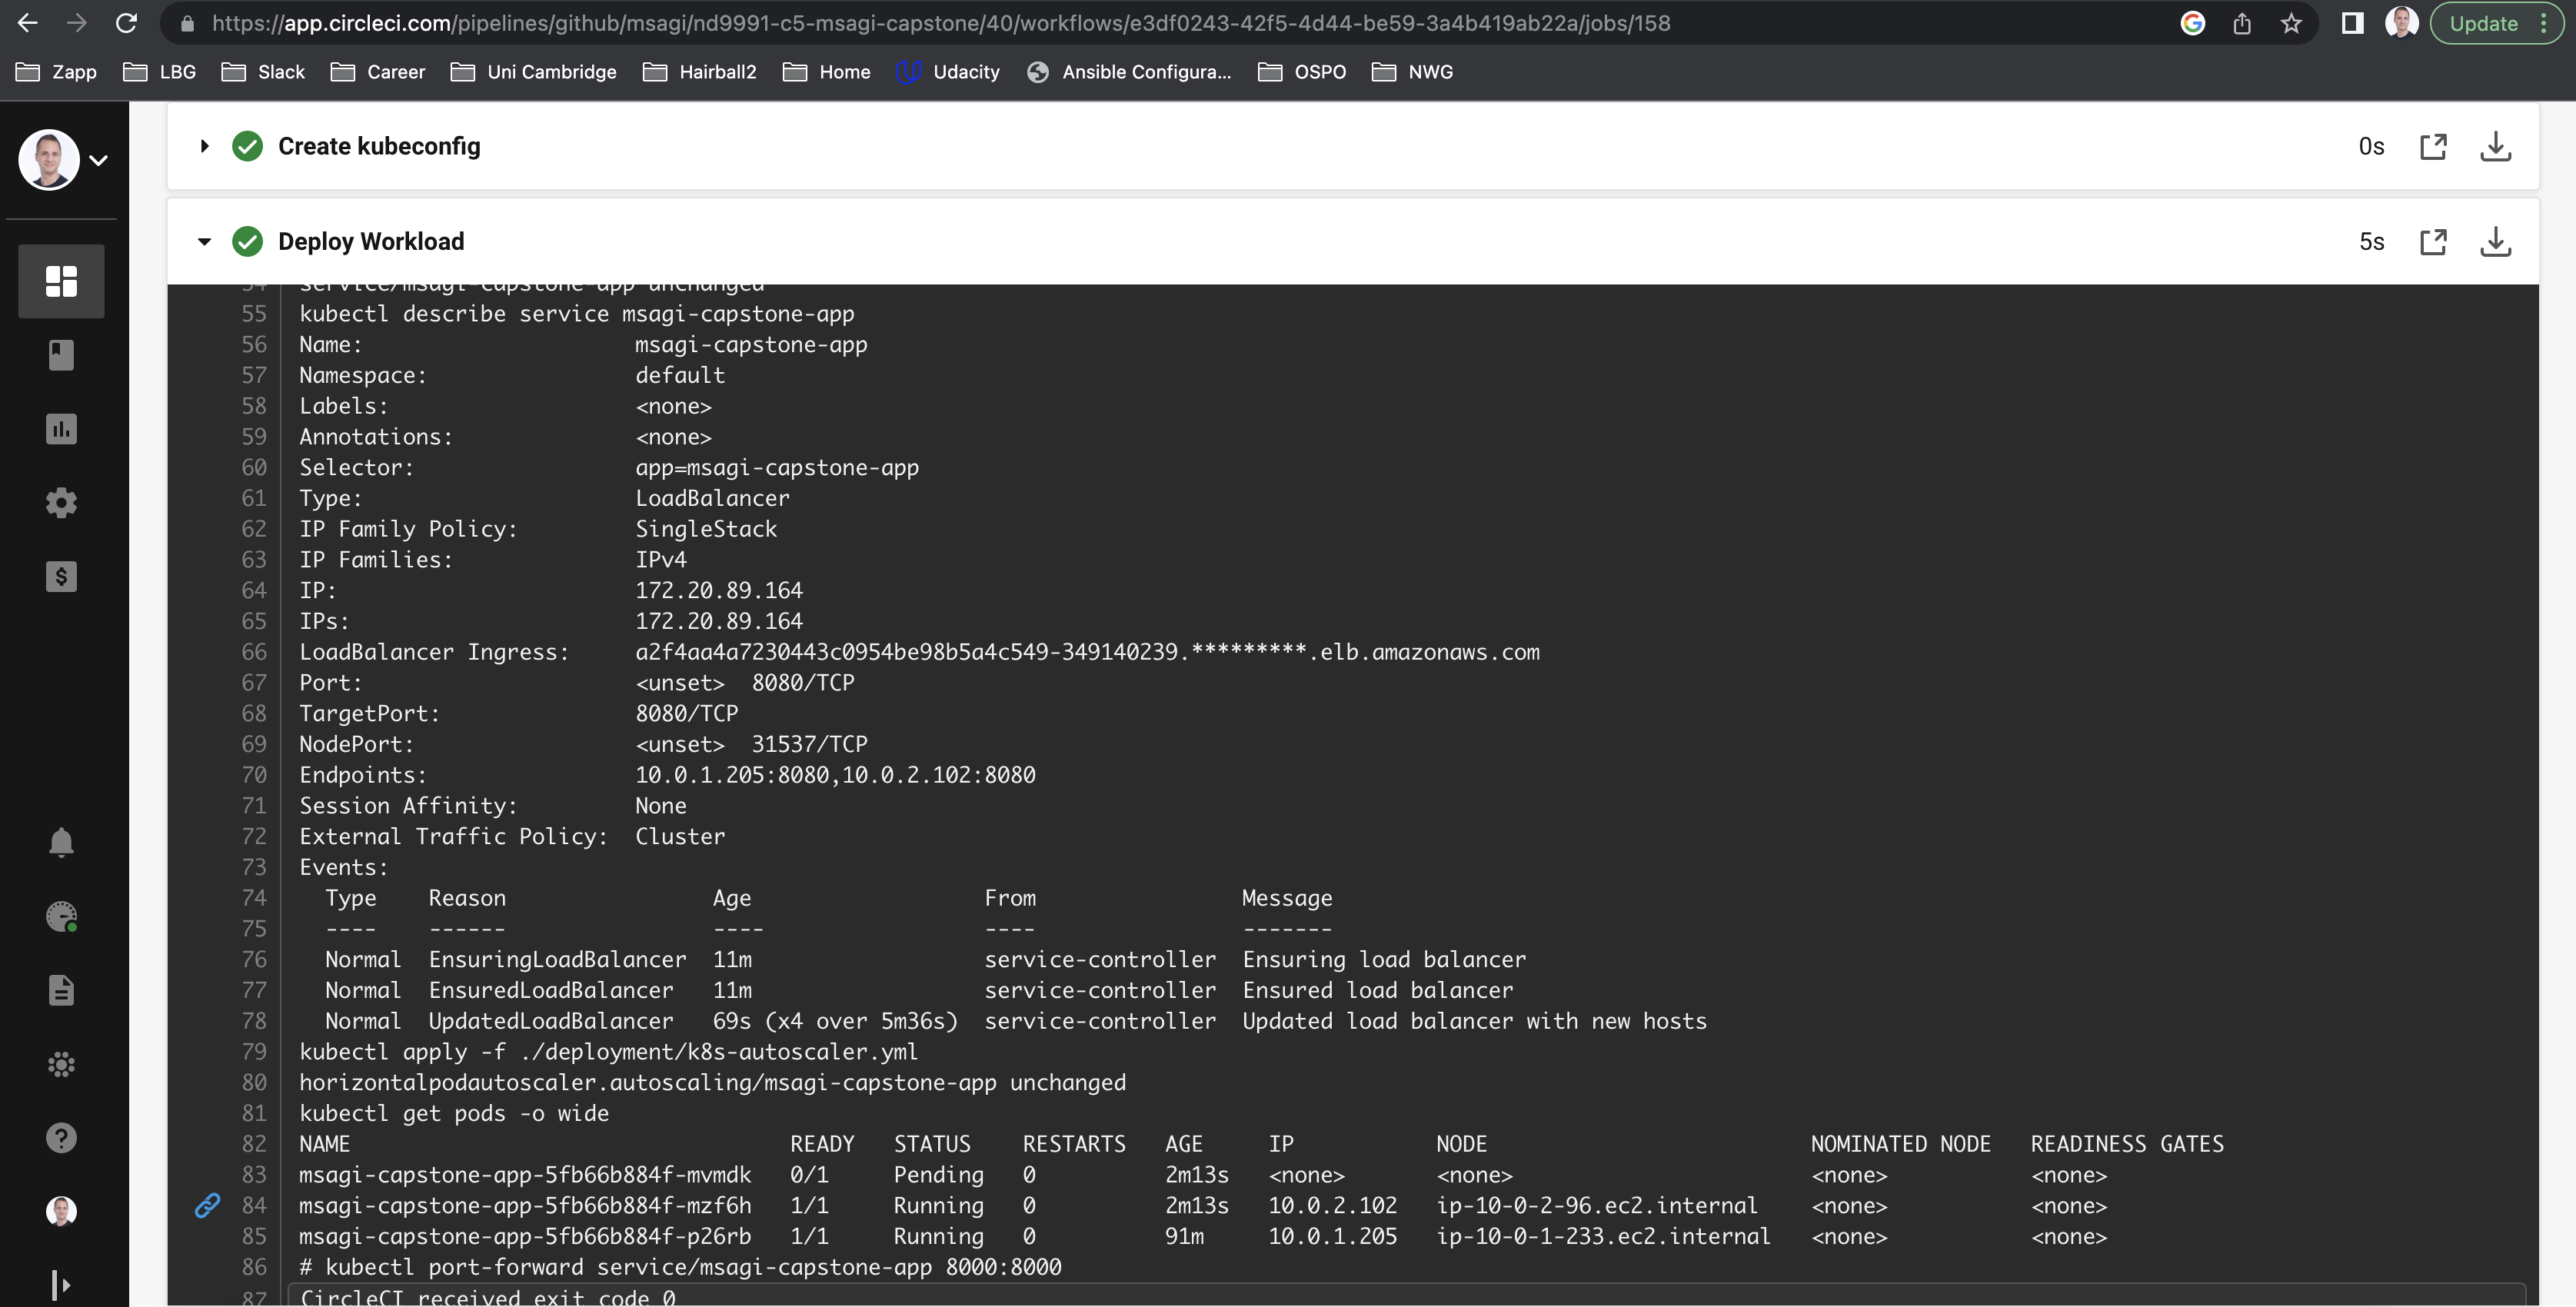 https://app.circleci.com/pipelines/github/msagi/nd9991-c5-msagi-capstone/40/workflows/e3df0243-42f5-4d44-be59-3a4b419ab22a/jobs/158
Update
Zapp LBG Slack Career Uni Cambridge Hairball2 Home Udacity Ansible Configura... OSPO NWG
Create kubeconfig 0s
Deploy Workload 5s
54 service/msagi-capstone-app unchanged
55 kubectl describe service msagi-capstone-app
56 Name: msagi-capstone-app
57 Namespace: default
58 Labels: <none>
59 Annotations: <none>
60 Selector: app=msagi-capstone-app
61 Type: LoadBalancer
62 IP Family Policy: SingleStack
63 IP Families: IPv4
64 IP: 172.20.89.164
65 IPs: 172.20.89.164
66 LoadBalancer Ingress: a2f4aa4a7230443c0954be98b5a4c549-349140239.*********.elb.amazonaws.com
67 Port: <unset> 8080/TCP
68 TargetPort: 8080/TCP
69 NodePort: <unset> 31537/TCP
70 Endpoints: 10.0.1.205:8080,10.0.2.102:8080
71 Session Affinity: None
72 External Traffic Policy: Cluster
73 Events:
74 Type Reason Age From Message
75 ---- ------ ---- ---- -------
76 Normal EnsuringLoadBalancer 11m service-controller Ensuring load balancer
77 Normal EnsuredLoadBalancer 11m service-controller Ensured load balancer
78 Normal UpdatedLoadBalancer 69s (x4 over 5m36s) service-controller Updated load balancer with new hosts
79 kubectl apply -f ./deployment/k8s-autoscaler.yml
80 horizontalpodautoscaler.autoscaling/msagi-capstone-app unchanged
81 kubectl get pods -o wide
82 NAME READY STATUS RESTARTS AGE IP NODE NOMINATED NODE READINESS GATES
83 msagi-capstone-app-5fb66b884f-mvmdk 0/1 Pending 0 2m13s <none> <none> <none> <none>
84 msagi-capstone-app-5fb66b884f-mzf6h 1/1 Running 0 2m13s 10.0.2.102 ip-10-0-2-96.ec2.internal <none> <none>
85 msagi-capstone-app-5fb66b884f-p26rb 1/1 Running 0 91m 10.0.1.205 ip-10-0-1-233.ec2.internal <none> <none>
86 # kubectl port-forward service/msagi-capstone-app 8000:8000
87 CircleCI received exit code 0